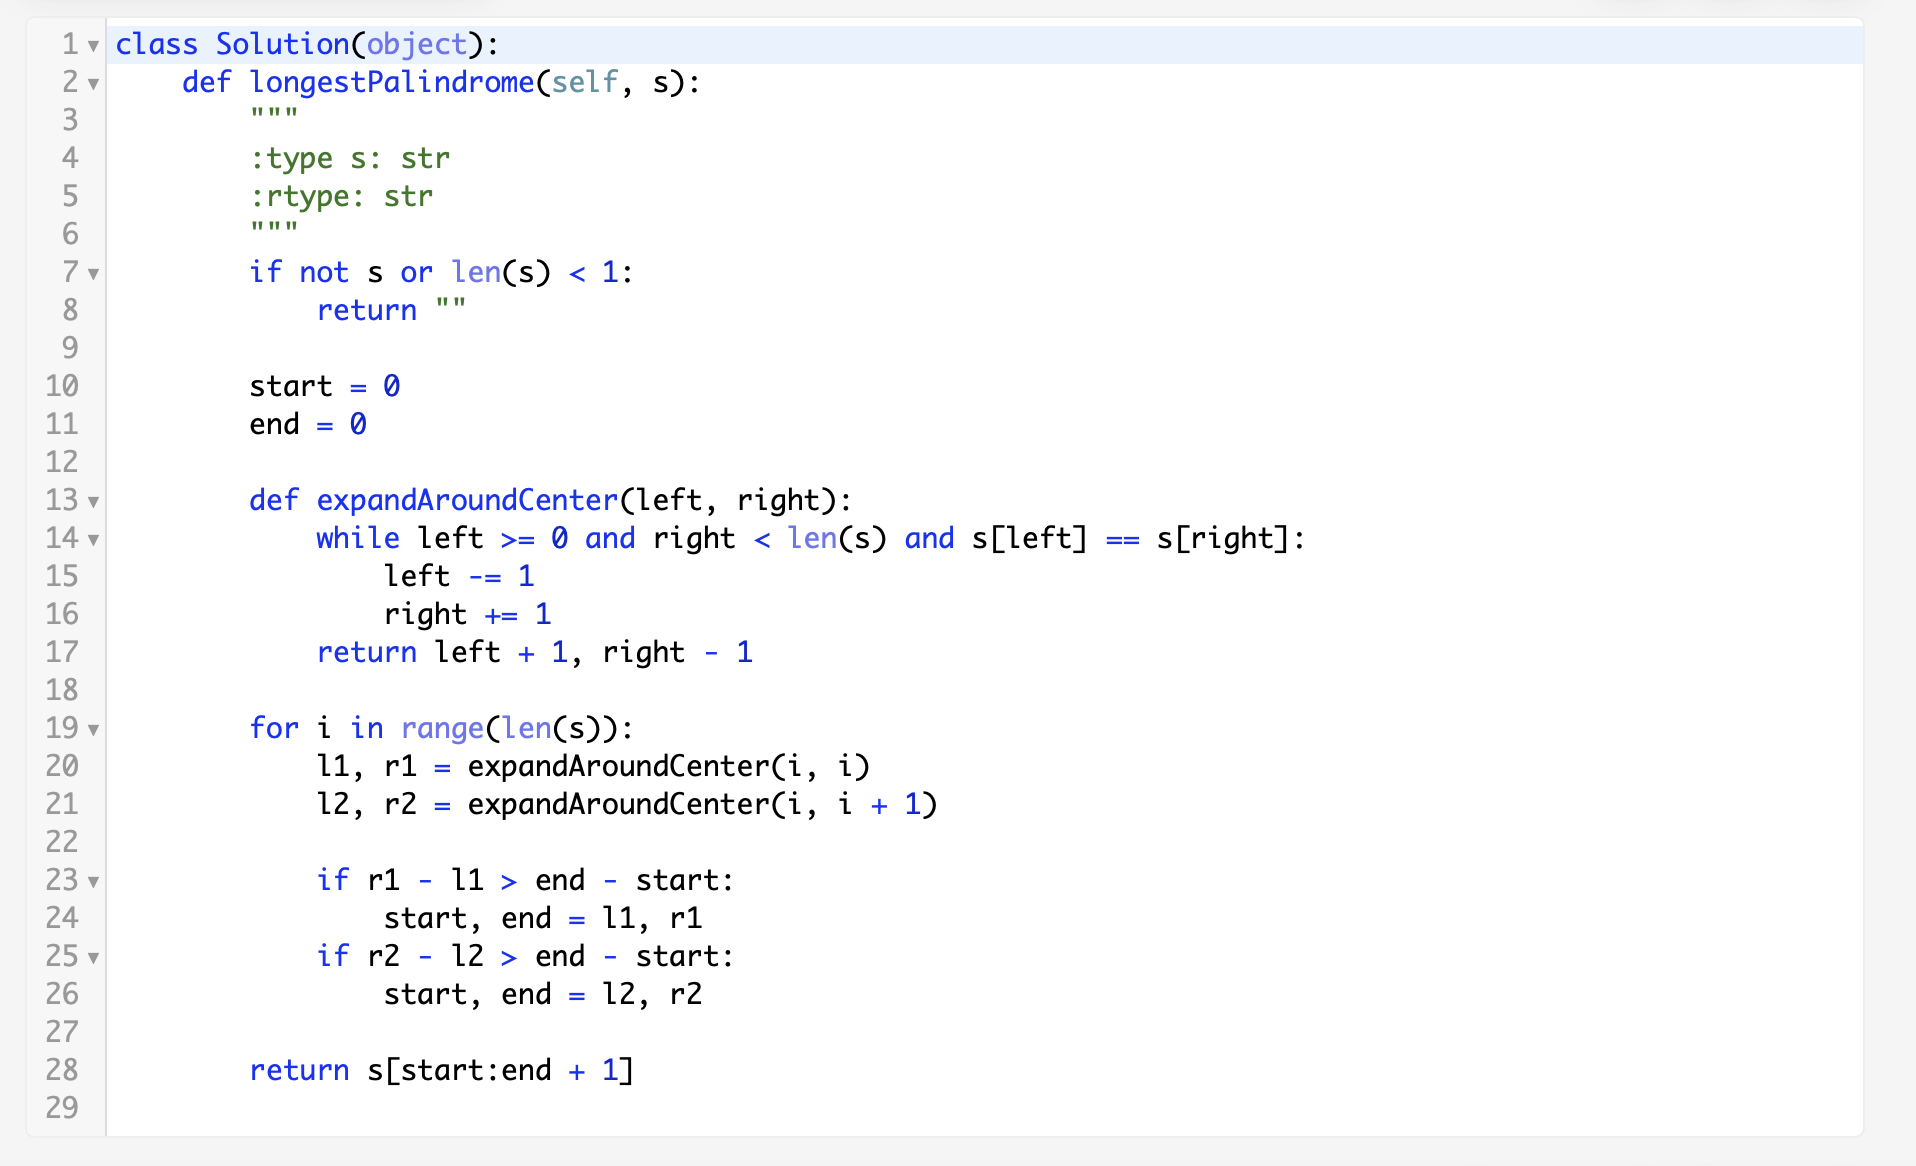 1 class Solution(object):
2     def longestPalindrome(self, s):
3         """
4         :type s: str
5         :rtype: str
6         """
7         if not s or len(s) < 1:
8             return ""
9
10         start = 0
11         end = 0
12
13         def expandAroundCenter(left, right):
14             while left >= 0 and right < len(s) and s[left] == s[right]:
15                 left -= 1
16                 right += 1
17             return left + 1, right - 1
18
19         for i in range(len(s)):
20             l1, r1 = expandAroundCenter(i, i)
21             l2, r2 = expandAroundCenter(i, i + 1)
22
23             if r1 - l1 > end - start:
24                 start, end = l1, r1
25             if r2 - l2 > end - start:
26                 start, end = l2, r2
27
28         return s[start:end + 1]
29